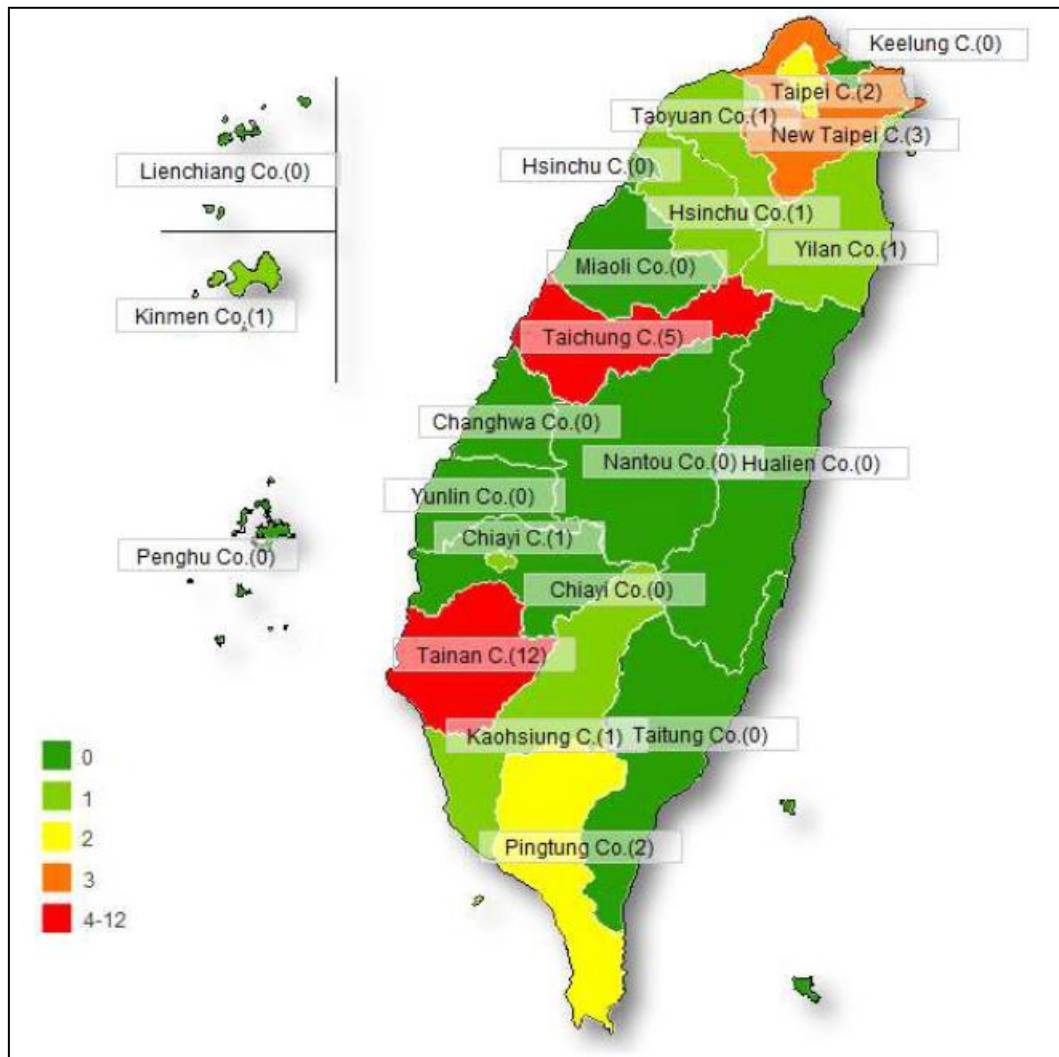 Keelung C.(0)
Taipei C.(2)
Taoyuan Co.(1)
New Taipei C.(3)
Lienchiang Co.(0)
Hsinchu C.(0)
Hsinchu Co.(1)
Yilan Co.(1)
Miaoli Co.(0)
Kinmen Co.(1)
Taichung C.(5)
Changhwa Co.(0)
Nantou Co.(0)
Hualien Co.(0)
Yunlin Co.(0)
Chiayi C.(1)
Penghu Co.(0)
Chiayi Co.(0)
Tainan C.(12)
Kaohsiung C.(1)
Taitung Co.(0)
Pingtung Co.(2)
0
1
2
3
4-12